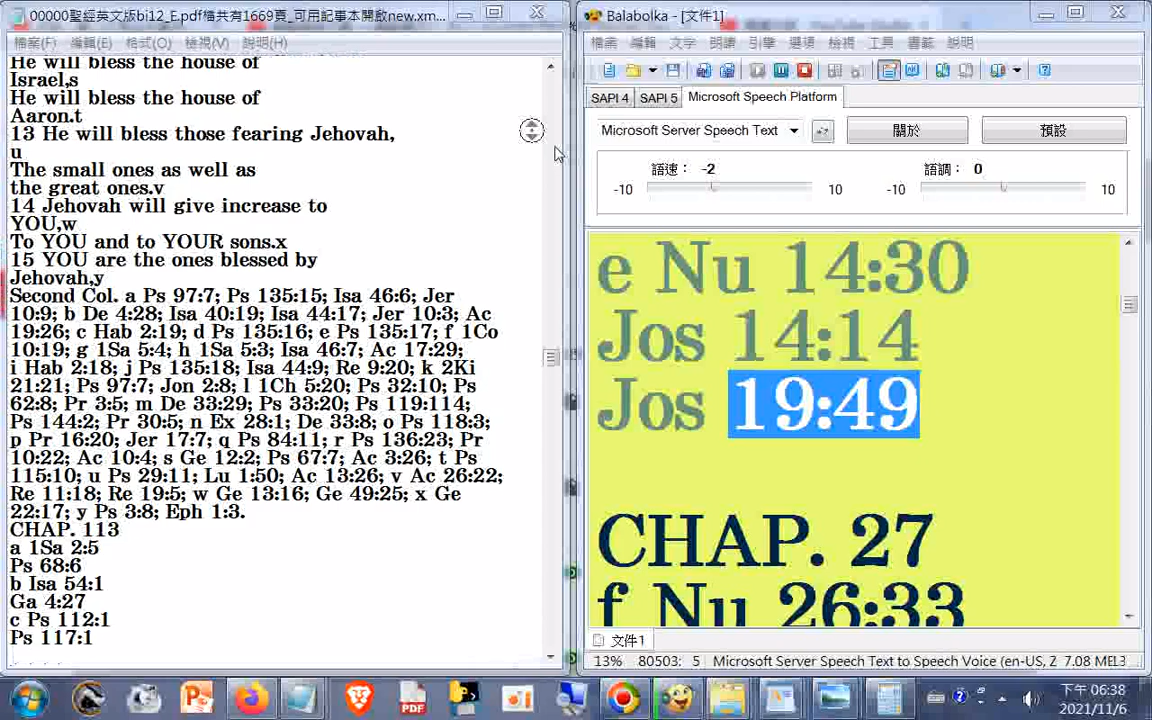 00000聖經英文版bi12_E.pdf檔共有1669頁_可用記事本開啟new.xm...
檔案(F) 編輯(E) 格式(O) 檢視(V) 說明(H)
He will bless the house of
Israel,s
He will bless the house of
Aaron.t
13 He will bless those fearing Jehovah,
u
The small ones as well as
the great ones.v
14 Jehovah will give increase to
YOU,w
To YOU and to YOUR sons.x
15 YOU are the ones blessed by
Jehovah,y
Second Col. a Ps 97:7; Ps 135:15; Isa 46:6; Jer
10:9; b De 4:28; Isa 40:19; Isa 44:17; Jer 10:3; Ac
19:26; c Hab 2:19; d Ps 135:16; e Ps 135:17; f 1Co
10:19; g 1Sa 5:4; h 1Sa 5:3; Isa 46:7; Ac 17:29;
i Hab 2:18; j Ps 135:18; Isa 44:9; Re 9:20; k 2Ki
21:21; Ps 97:7; Jon 2:8; l 1Ch 5:20; Ps 32:10; Ps
62:8; Pr 3:5; m De 33:29; Ps 33:20; Ps 119:114;
Ps 144:2; Pr 30:5; n Ex 28:1; De 33:8; o Ps 118:3;
p Pr 16:20; Jer 17:7; q Ps 84:11; r Ps 136:23; Pr
10:22; Ac 10:4; s Ge 12:2; Ps 67:7; Ac 3:26; t Ps
115:10; u Ps 29:11; Lu 1:50; Ac 13:26; v Ac 26:22;
Re 11:18; Re 19:5; w Ge 13:16; Ge 49:25; x Ge
22:17; y Ps 3:8; Eph 1:3.
CHAP. 113
a 1Sa 2:5
Ps 68:6
b Isa 54:1
Ga 4:27
c Ps 112:1
Ps 117:1
Balabolka - [文件1]
檔案 編輯 文字 朗讀 引擎 選項 檢視 工具 書籤 說明
SAPI 4 SAPI 5 Microsoft Speech Platform
Microsoft Server Speech Text 關於 預設
語速： -2 語調： 0
-10 10 -10 10
e Nu 14:30
Jos 14:14
Jos 19:49
CHAP. 27
f Nu 26:33
文件1
13% 80503: 5 Microsoft Server Speech Text to Speech Voice (en-US, Z 7.08 MEL3
下午 06:38
2021/11/6